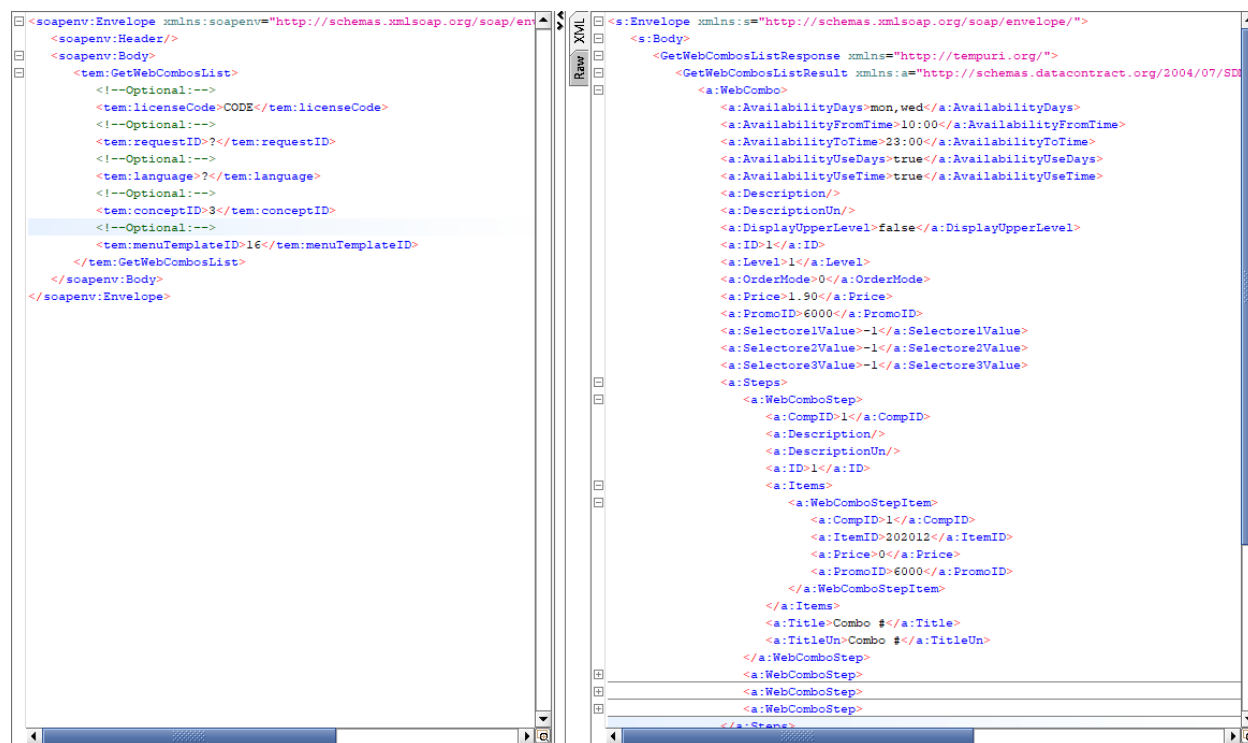 <soapenv:Envelope xmlns:soapenv="http://schemas.xmlsoap.org/soap/env
<soapenv:Header/>
<soapenv:Body>
<tem:GetWebCombosList>
<!--Optional:-->
<tem:licenseCode>CODE</tem:licenseCode>
<!--Optional:-->
<tem:requestID>?</tem:requestID>
<!--Optional:-->
<tem:language>?</tem:language>
<!--Optional:-->
<tem:conceptID>3</tem:conceptID>
<!--Optional:-->
<tem:menuTemplateID>16</tem:menuTemplateID>
</tem:GetWebCombosList>
</soapenv:Body>
</soapenv:Envelope>
XML
Raw
<s:Envelope xmlns:s="http://schemas.xmlsoap.org/soap/envelope/">
<s:Body>
<GetWebCombosListResponse xmlns="http://tempuri.org/">
<GetWebCombosListResult xmlns:a="http://schemas.datacontract.org/2004/07/SD
<a:WebCombo>
<a:AvailabilityDays>mon,wed</a:AvailabilityDays>
<a:AvailabilityFromTime>10:00</a:AvailabilityFromTime>
<a:AvailabilityToTime>23:00</a:AvailabilityToTime>
<a:AvailabilityUseDays>true</a:AvailabilityUseDays>
<a:AvailabilityUseTime>true</a:AvailabilityUseTime>
<a:Description/>
<a:DescriptionUn/>
<a:DisplayUpperLevel>false</a:DisplayUpperLevel>
<a:ID>1</a:ID>
<a:Level>1</a:Level>
<a:OrderMode>0</a:OrderMode>
<a:Price>1.90</a:Price>
<a:PromoID>6000</a:PromoID>
<a:Selectore1Value>-1</a:Selectore1Value>
<a:Selectore2Value>-1</a:Selectore2Value>
<a:Selectore3Value>-1</a:Selectore3Value>
<a:Steps>
<a:WebComboStep>
<a:CompID>1</a:CompID>
<a:Description/>
<a:DescriptionUn/>
<a:ID>1</a:ID>
<a:Items>
<a:WebComboStepItem>
<a:CompID>1</a:CompID>
<a:ItemID>202012</a:ItemID>
<a:Price>0</a:Price>
<a:PromoID>6000</a:PromoID>
</a:WebComboStepItem>
</a:Items>
<a:Title>Combo #</a:Title>
<a:TitleUn>Combo #</a:TitleUn>
</a:WebComboStep>
<a:WebComboStep>
<a:WebComboStep>
<a:WebComboStep>
</a:Steps>